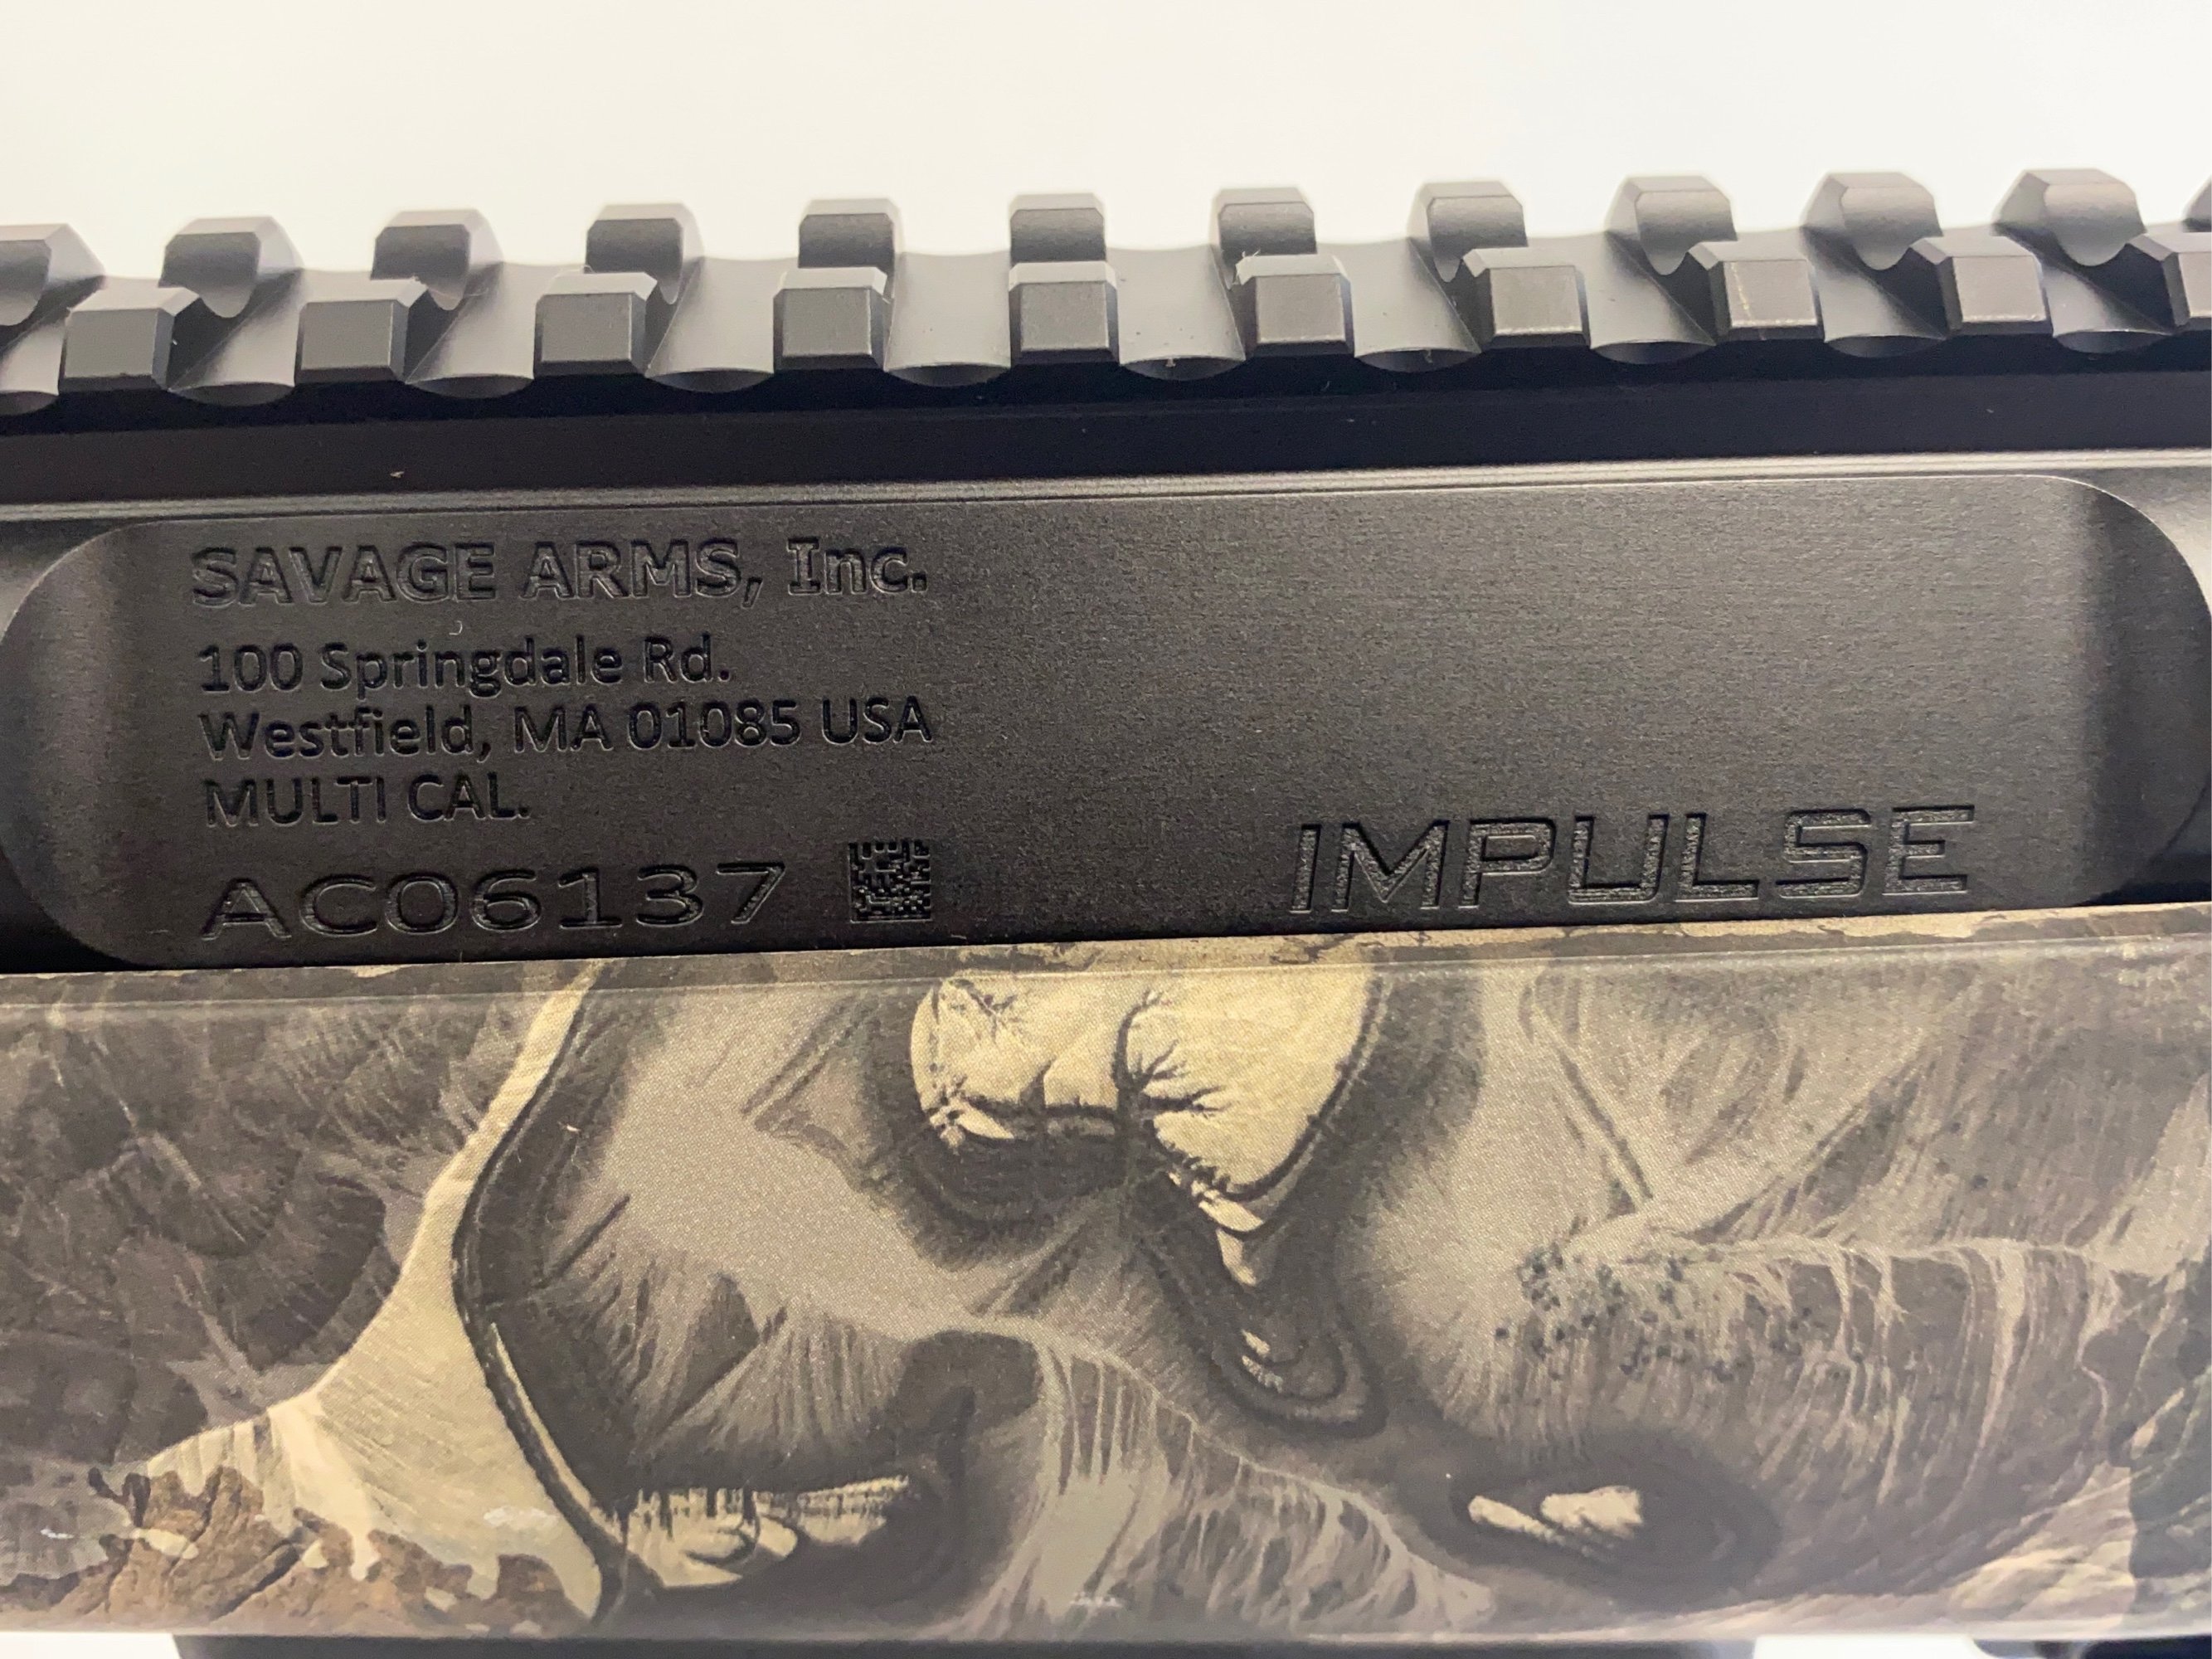 SAVAGE ARMS, Inc.
100 Springdale Rd.
Westfield, MA 01085 USA
MULTI CAL.
AC06137
IMPULSE